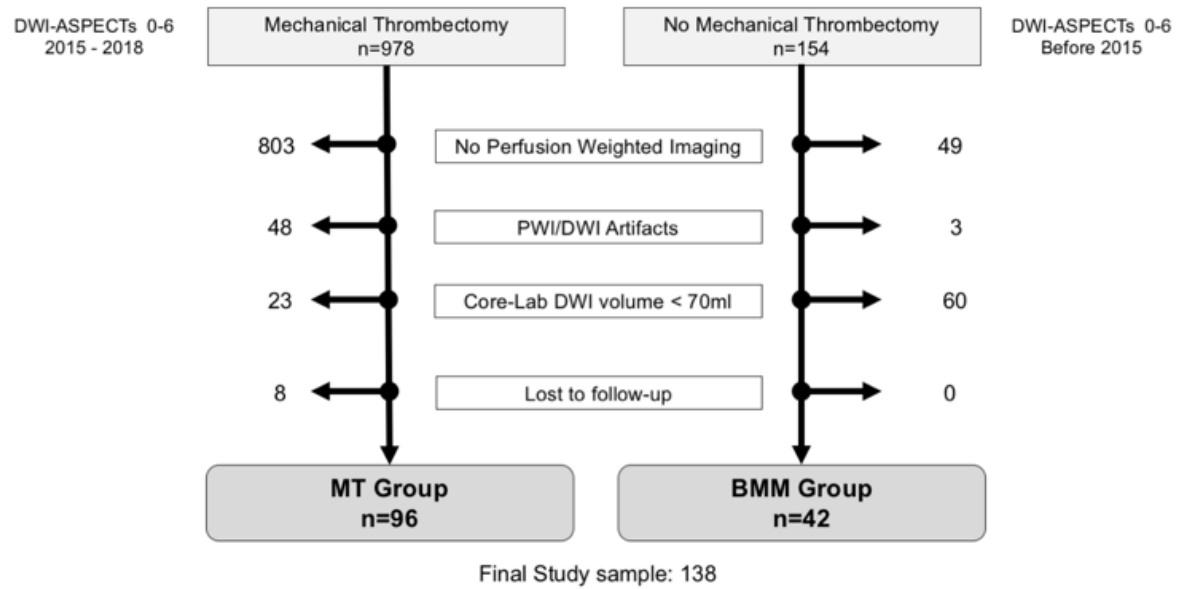 DWI-ASPECTs 0-6
2015 - 2018
Mechanical Thrombectomy
n=978
No Mechanical Thrombectomy
n=154
DWI-ASPECTs 0-6
Before 2015
803
No Perfusion Weighted Imaging
49
48
PWI/DWI Artifacts
3
23
Core-Lab DWI volume < 70ml
60
8
Lost to follow-up
0
MT Group
n=96
BMM Group
n=42
Final Study sample: 138